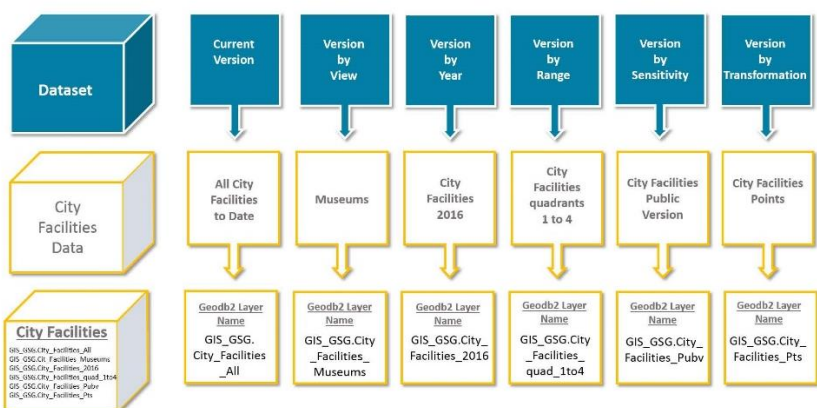 Dataset
Current
Version
Version
by
View
Version
by
Year
Version
by
Range
Version
by
Sensitivity
Version
by
Transformation
City
Facilities
Data
All City
Facilities
to Date
Museums
City
Facilities
2016
City
Facilities
quadrants
1 to 4
City Facilities
Public
Version
City Facilities
Points
City Facilities
GIS_GSG.City_Facilities_All
GIS_GSG.Cit_Facilities_Museums
GIS_GSG.City_Facilities_2016
GIS_GSG.City_Facilities_quad_1to4
GIS_GSG.City_Facilities_Pubv
GIS_GSG.City_Facilities_Pts
Geodb2 Layer
Name
GIS_GSG.
City_Facilities
_All
Geodb2 Layer
Name
GIS_GSG.City
_Facilities_
Museums
Geodb2 Layer
Name
GIS_GSG.City_
Facilities_2016
Geodb2 Layer
Name
GIS_GSG.City
_Facilities_
quad_1to4
Geodb2 Layer
Name
GIS_GSG.City_
Facilities_Pubv
Geodb2 Layer
Name
GIS_GSG.City_
Facilities_Pts